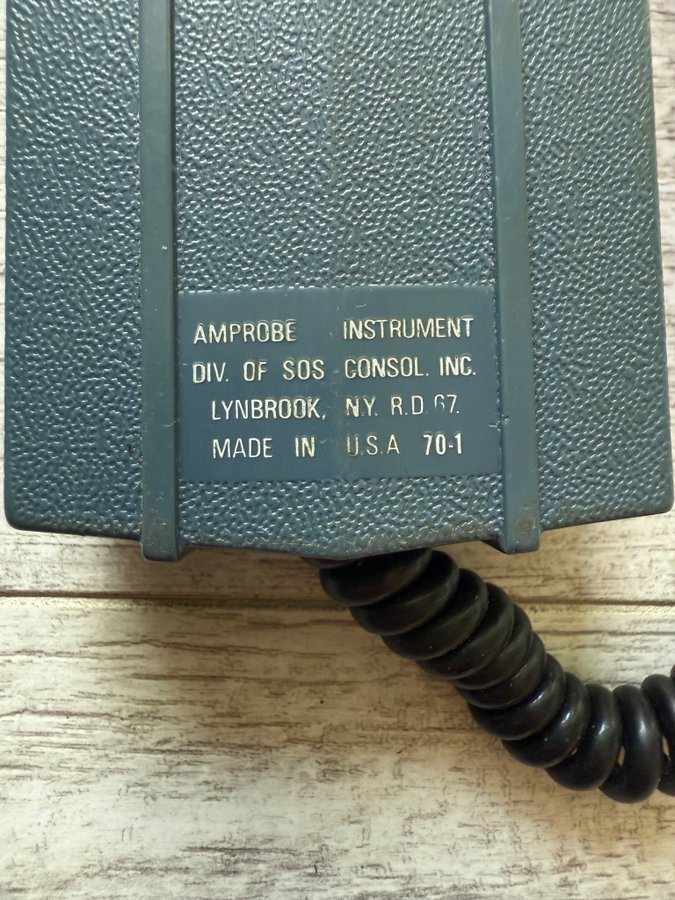 AMPROBE INSTRUMENT
DIV. OF SOS CONSOL. INC.
LYNBROOK, N.Y. R.D. 67.
MADE IN U.S.A 70-1